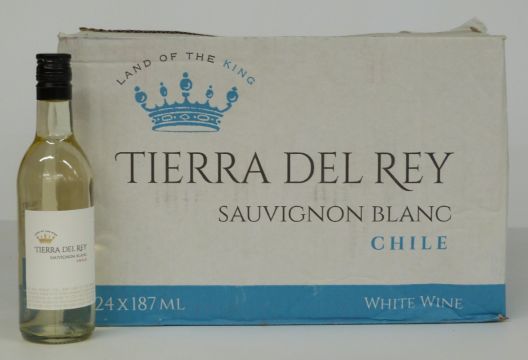 LAND OF THE KING
TIERRA DEL REY
SAUVIGNON BLANC
CHILE
24 X 187 ML
WHITE WINE
TIERRA DEL REY
SAUVIGNON BLANC
CHILE